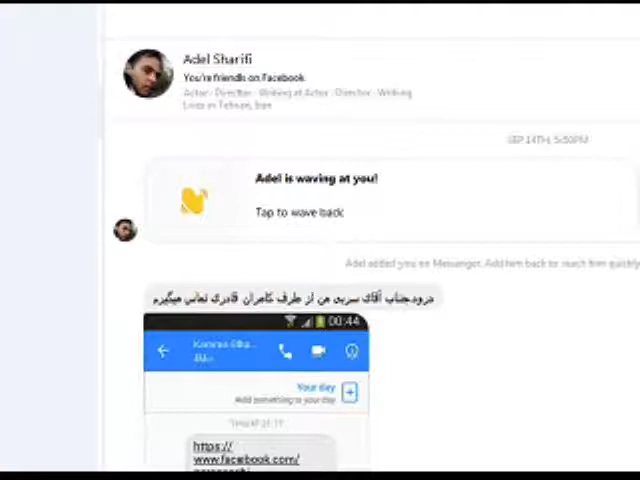 Adel Sharifi
You're friends on Facebook
Actor · Director · Writing at Actor · Director · Writing
Lives in Tehran, Iran
SEP 14TH, 5:50PM
Adel is waving at you!
Tap to wave back
Adel added you on Messenger. Add him back to reach him quickly
درود جناب آقای سربی من از طرف کامران قادری تماس میگیرم
00:44
Your day
Add something to your day
https://
www.facebook.com/